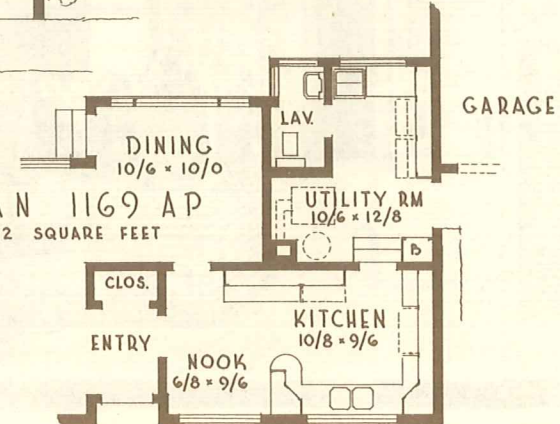 GARAGE
LAV.
DINING
10/6 × 10/0
UTILITY RM
10/6 × 12/8
N 1169 AP
2 SQUARE FEET
B
CLOS.
KITCHEN
10/8 × 9/6
ENTRY
NOOK
6/8 × 9/6